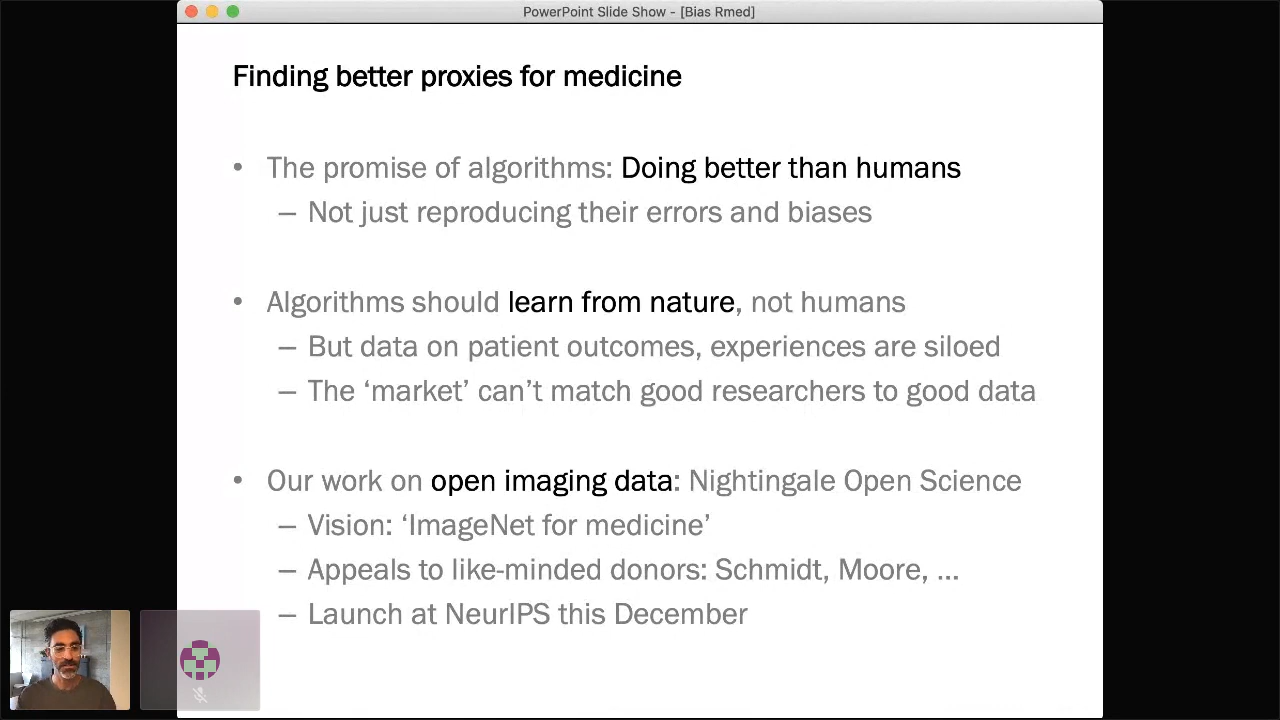 PowerPoint Slide Show - [Bias Rmed]
Finding better proxies for medicine
• The promise of algorithms: Doing better than humans
– Not just reproducing their errors and biases
• Algorithms should learn from nature, not humans
– But data on patient outcomes, experiences are siloed
– The ‘market’ can’t match good researchers to good data
• Our work on open imaging data: Nightingale Open Science
– Vision: ‘ImageNet for medicine’
– Appeals to like-minded donors: Schmidt, Moore, ...
– Launch at NeurIPS this December